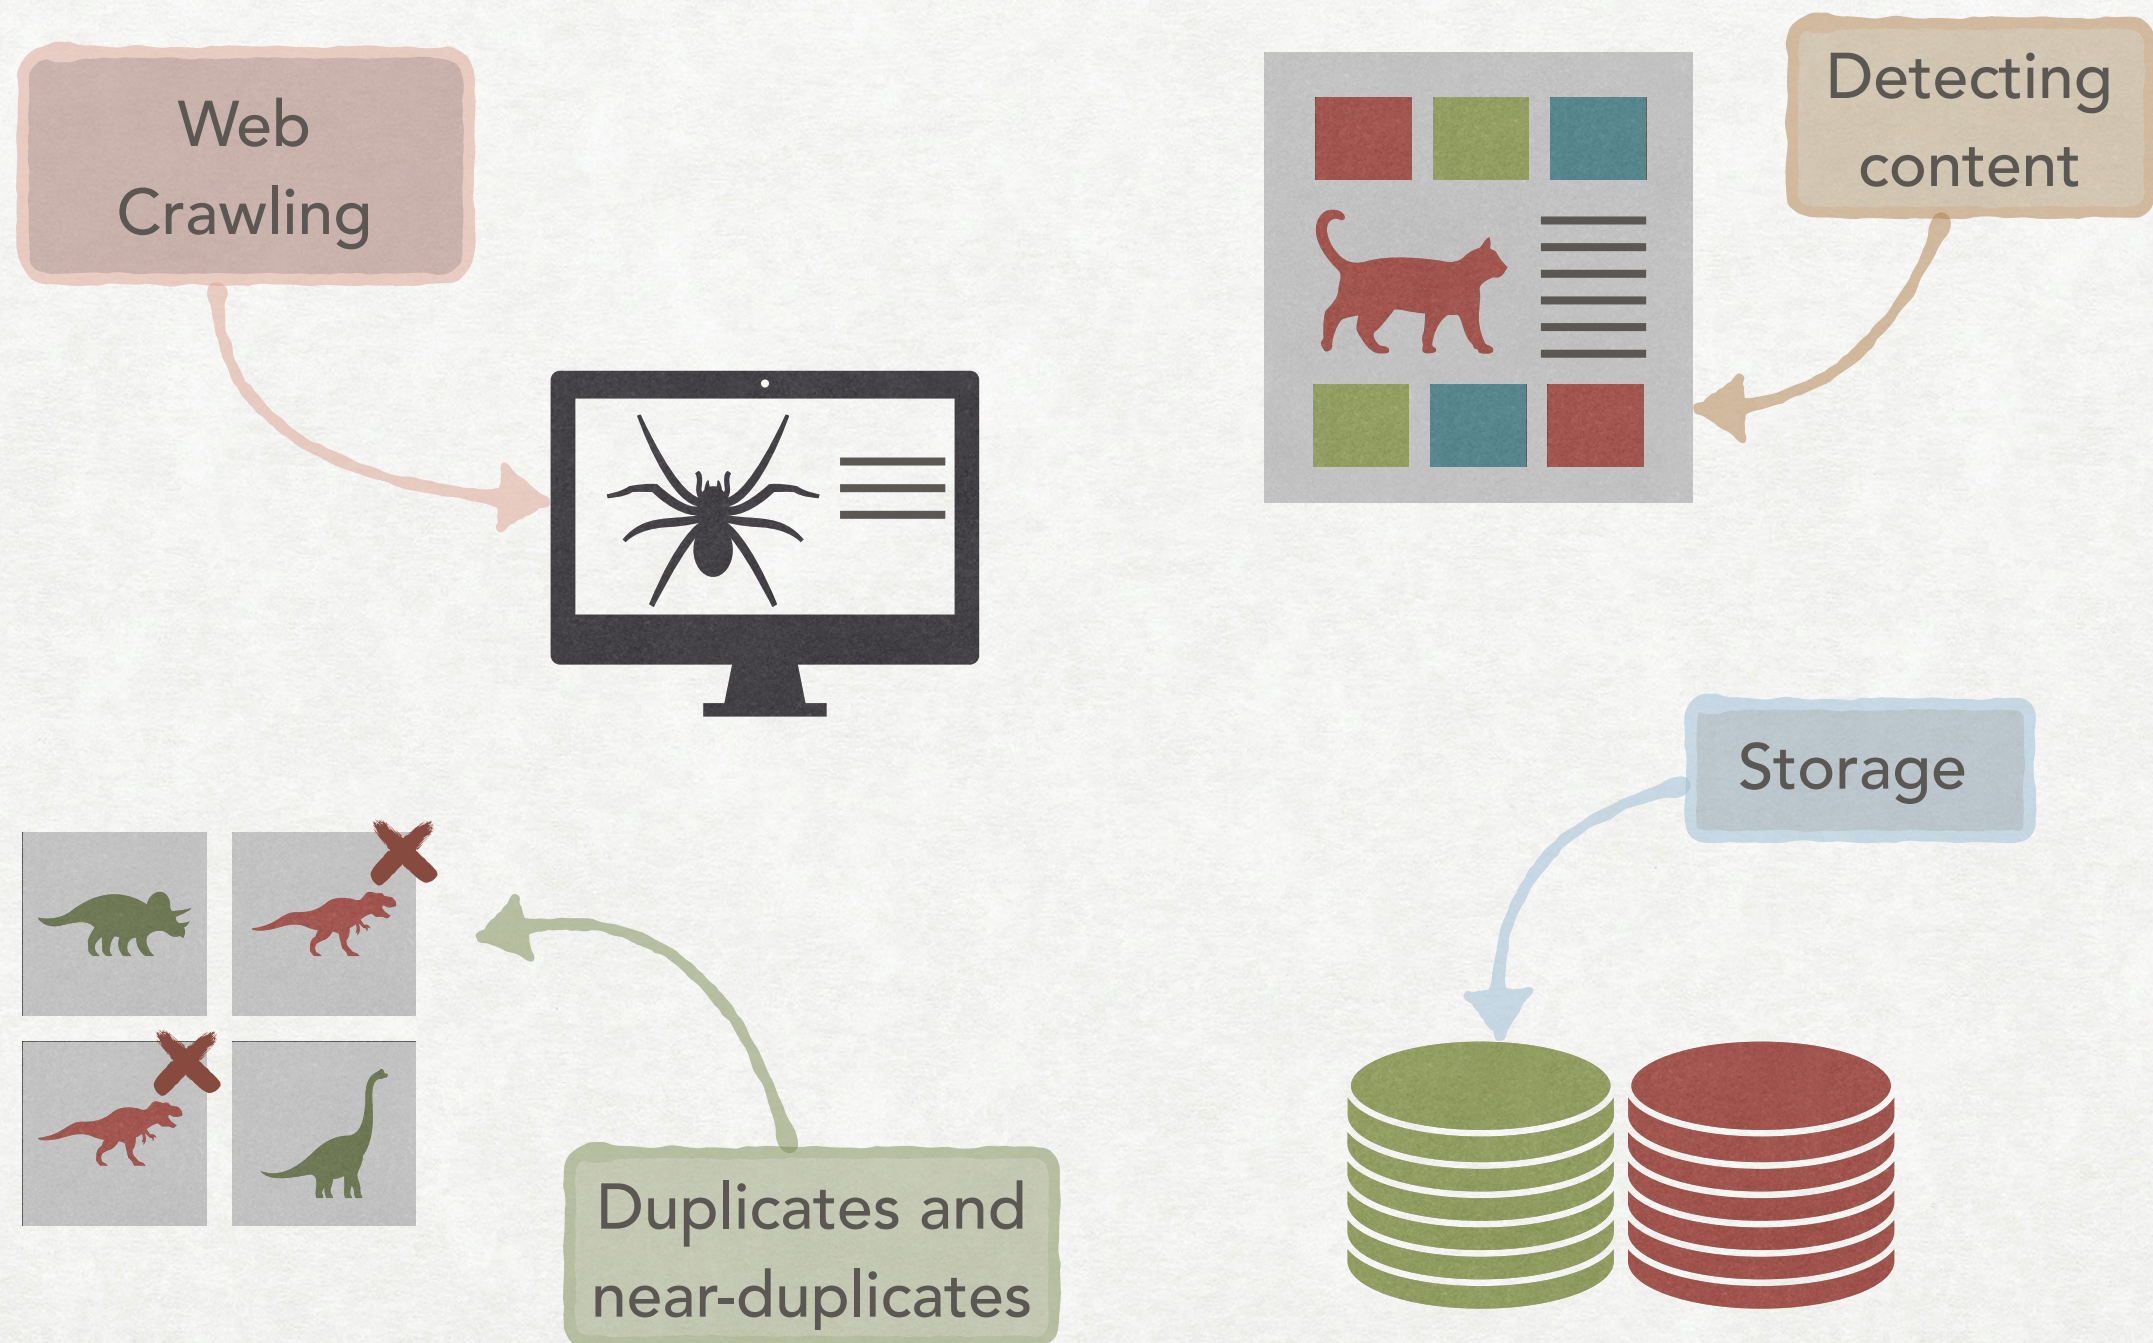 Web
Crawling
Detecting
content
Storage
Duplicates and
near-duplicates